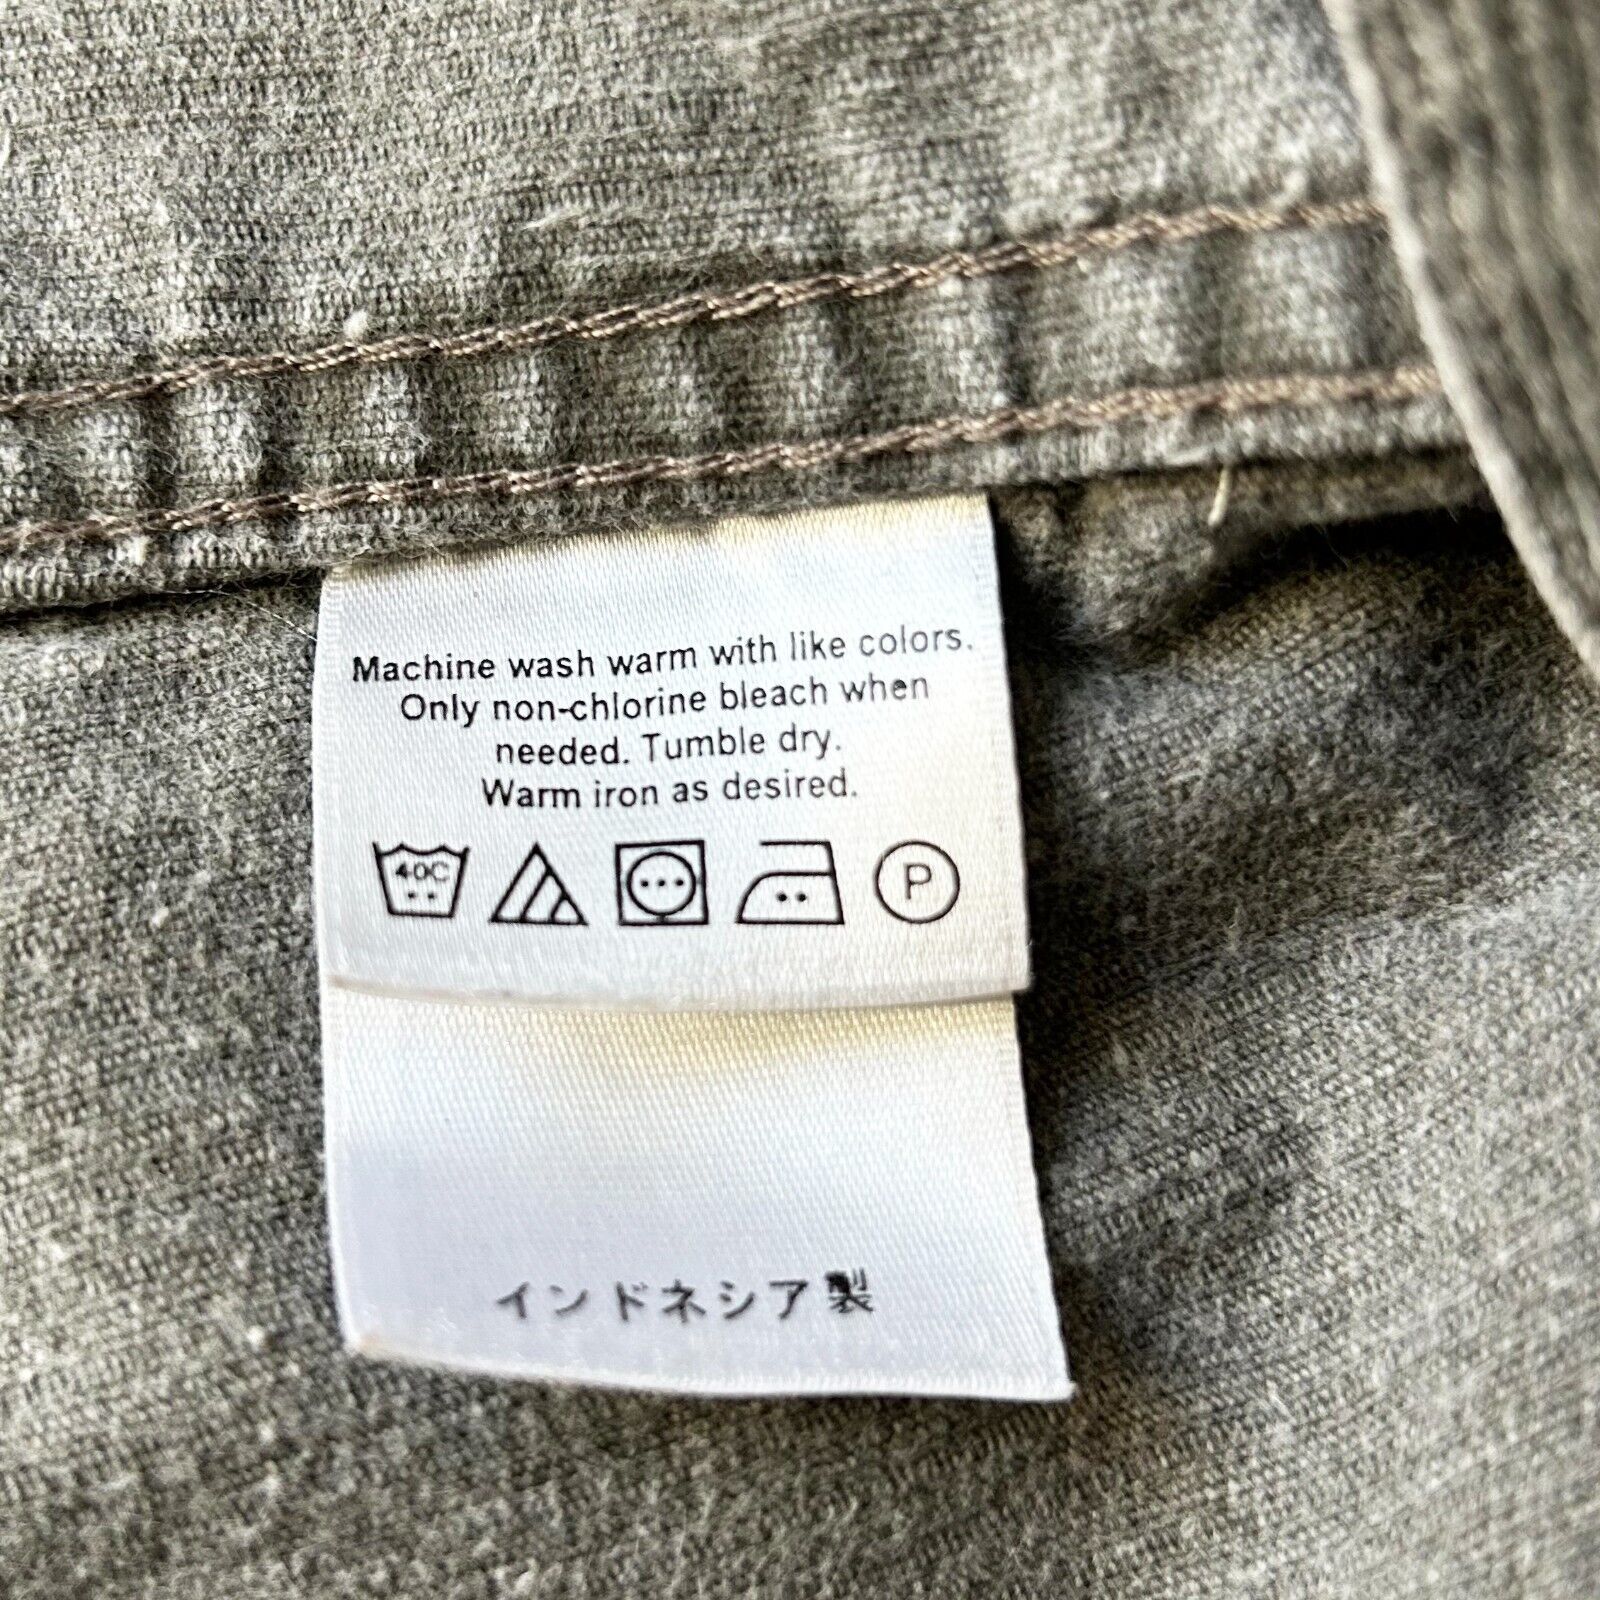 Machine wash warm with like colors.
Only non-chlorine bleach when
needed. Tumble dry.
Warm iron as desired.
40C
P
インドネシア製